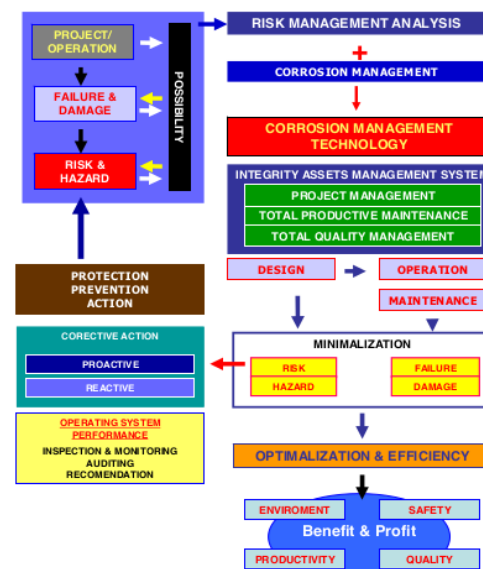 PROJECT/
OPERATION
FAILURE &
DAMAGE
RISK &
HAZARD
POSSIBILITY
PROTECTION
PREVENTION
ACTION
CORECTIVE ACTION
PROACTIVE
REACTIVE
OPERATING SYSTEM
PERFORMANCE
INSPECTION & MONITORING
AUDITING
RECOMENDATION
RISK MANAGEMENT ANALYSIS
+
CORROSION MANAGEMENT
CORROSION MANAGEMENT
TECHNOLOGY
INTEGRITY ASSETS MANAGEMENT SYSTEM
PROJECT MANAGEMENT
TOTAL PRODUCTIVE MAINTENANCE
TOTAL QUALITY MANAGEMENT
DESIGN
OPERATION
MAINTENANCE
MINIMALIZATION
RISK
HAZARD
FAILURE
DAMAGE
OPTIMALIZATION & EFFICIENCY
ENVIROMENT
SAFETY
Benefit & Profit
PRODUCTIVITY
QUALITY